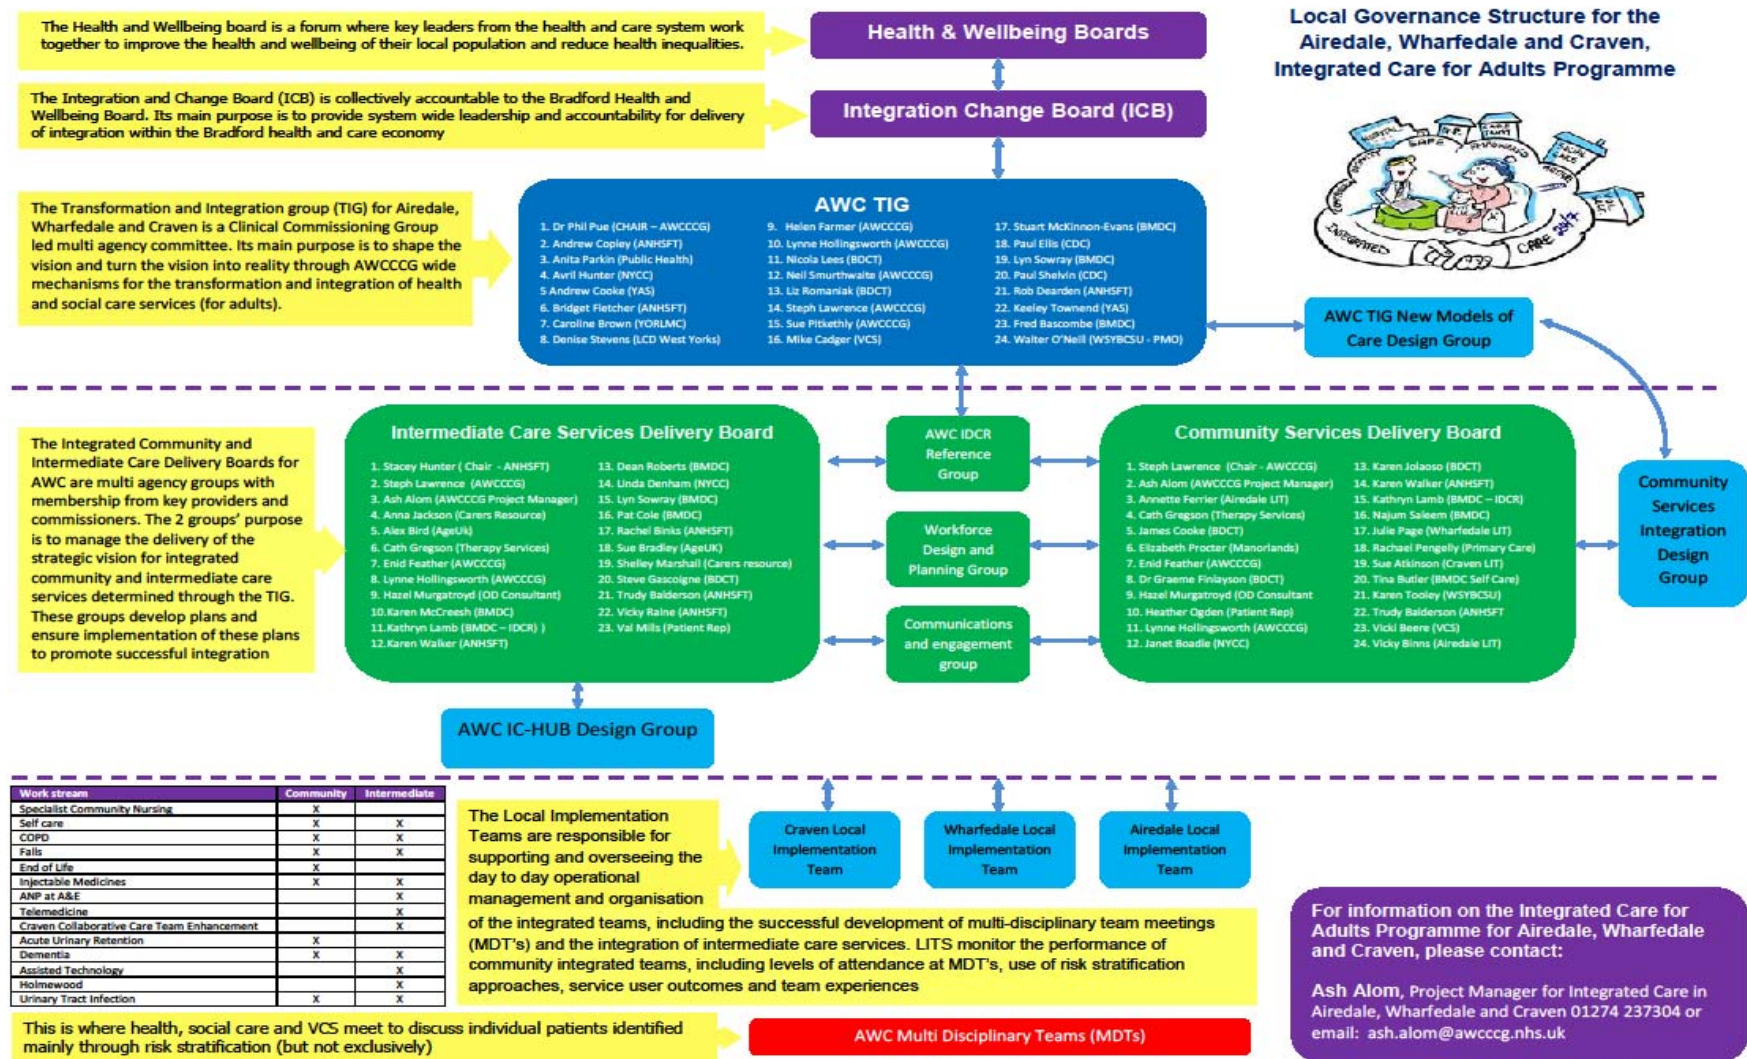 The Health and Wellbeing board is a forum where key leaders from the health and care system work
together to improve the health and wellbeing of their local population and reduce health inequalities.
Health & Wellbeing Boards
Local Governance Structure for the
Airedale, Wharfedale and Craven,
Integrated Care for Adults Programme
The Integration and Change Board (ICB) is collectively accountable to the Bradford Health and
Wellbeing Board. Its main purpose is to provide system wide leadership and accountability for delivery
of integration within the Bradford health and care economy
Integration Change Board (ICB)
HOSPITAL
SAFE
EMPOWERED
INTEGRATED
CARE
24/7
The Transformation and Integration group (TIG) for Airedale,
Wharfedale and Craven is a Clinical Commissioning Group
led multi agency committee. Its main purpose is to shape the
vision and turn the vision into reality through AWCCCG wide
mechanisms for the transformation and integration of health
and social care services (for adults).
AWC TIG
1. Dr Phil Pue (CHAIR – AWCCCG)
2. Andrew Copley (ANHSFT)
3. Anita Parkin (Public Health)
4. Avril Hunter (NYCC)
5 Andrew Cooke (YAS)
6. Bridget Fletcher (ANHSFT)
7. Caroline Brown (YORLMC)
8. Denise Stevens (LCD West Yorks)
9. Helen Farmer (AWCCCG)
10. Lynne Hollingsworth (AWCCCG)
11. Nicola Lees (BDCT)
12. Neil Smurthwaite (AWCCCG)
13. Liz Romaniak (BDCT)
14. Steph Lawrence (AWCCCG)
15. Sue Pitkethly (AWCCCG)
16. Mike Cadger (VCS)
17. Stuart McKinnon-Evans (BMDC)
18. Paul Ellis (CDC)
19. Lyn Sowray (BMDC)
20. Paul Shelvin (CDC)
21. Rob Dearden (ANHSFT)
22. Keeley Townend (YAS)
23. Fred Bascombe (BMDC)
24. Walter O'Neill (WSYBCSU - PMO)
AWC TIG New Models of
Care Design Group
The Integrated Community and
Intermediate Care Delivery Boards for
AWC are multi agency groups with
membership from key providers and
commissioners. The 2 groups' purpose
is to manage the delivery of the
strategic vision for integrated
community and intermediate care
services determined through the TIG.
These groups develop plans and
ensure implementation of these plans
to promote successful integration
Intermediate Care Services Delivery Board
1. Stacey Hunter ( Chair - ANHSFT)
2. Steph Lawrence (AWCCCG)
3. Ash Alom (AWCCCG Project Manager)
4. Anna Jackson (Carers Resource)
5. Alex Bird (AgeUk)
6. Cath Gregson (Therapy Services)
7. Enid Feather (AWCCCG)
8. Lynne Hollingsworth (AWCCCG)
9. Hazel Murgatroyd (OD Consultant)
10.Karen McCreesh (BMDC)
11.Kathryn Lamb (BMDC – IDCR) )
12.Karen Walker (ANHSFT)
13. Dean Roberts (BMDC)
14. Linda Denham (NYCC)
15. Lyn Sowray (BMDC)
16. Pat Cole (BMDC)
17. Rachel Binks (ANHSFT)
18. Sue Bradley (AgeUK)
19. Shelley Marshall (Carers resource)
20. Steve Gascoigne (BDCT)
21. Trudy Balderson (ANHSFT)
22. Vicky Raine (ANHSFT)
23. Val Mills (Patient Rep)
AWC IDCR
Reference
Group
Workforce
Design and
Planning Group
Communications
and engagement
group
Community Services Delivery Board
1. Steph Lawrence (Chair - AWCCCG)
2. Ash Alom (AWCCCG Project Manager)
3. Annette Ferrier (Airedale LIT)
4. Cath Gregson (Therapy Services)
5. James Cooke (BDCT)
6. Elizabeth Procter (Manorlands)
7. Enid Feather (AWCCCG)
8. Dr Graeme Finlayson (BDCT)
9. Hazel Murgatroyd (OD Consultant
10. Heather Ogden (Patient Rep)
11. Lynne Hollingsworth (AWCCCG)
12. Janet Boadle (NYCC)
13. Karen Jolaoso (BDCT)
14. Karen Walker (ANHSFT)
15. Kathryn Lamb (BMDC – IDCR)
16. Najum Saleem (BMDC)
17. Julie Page (Wharfedale LIT)
18. Rachael Pengelly (Primary Care)
19. Sue Atkinson (Craven LIT)
20. Tina Butler (BMDC Self Care)
21. Karen Tooley (WSYBCSU)
22. Trudy Balderson (ANHSFT
23. Vicki Beere (VCS)
24. Vicky Binns (Airedale LIT)
Community
Services
Integration
Design
Group
AWC IC-HUB Design Group
Work stream Community Intermediate
Specialist Community Nursing X
Self care X X
COPD X X
Falls X X
End of Life X
Injectable Medicines X X
ANP at A&E X
Telemedicine X
Craven Collaborative Care Team Enhancement X
Acute Urinary Retention X
Dementia X X
Assisted Technology X
Holmewood X
Urinary Tract Infection X X
The Local Implementation
Teams are responsible for
supporting and overseeing the
day to day operational
management and organisation
of the integrated teams, including the successful development of multi-disciplinary team meetings
(MDT's) and the integration of intermediate care services. LITS monitor the performance of
community integrated teams, including levels of attendance at MDT's, use of risk stratification
approaches, service user outcomes and team experiences
Craven Local
Implementation
Team
Wharfedale Local
Implementation
Team
Airedale Local
Implementation
Team
For information on the Integrated Care for
Adults Programme for Airedale, Wharfedale
and Craven, please contact:
Ash Alom, Project Manager for Integrated Care in
Airedale, Wharfedale and Craven 01274 237304 or
email: ash.alom@awcccg.nhs.uk
This is where health, social care and VCS meet to discuss individual patients identified
mainly through risk stratification (but not exclusively)
AWC Multi Disciplinary Teams (MDTs)